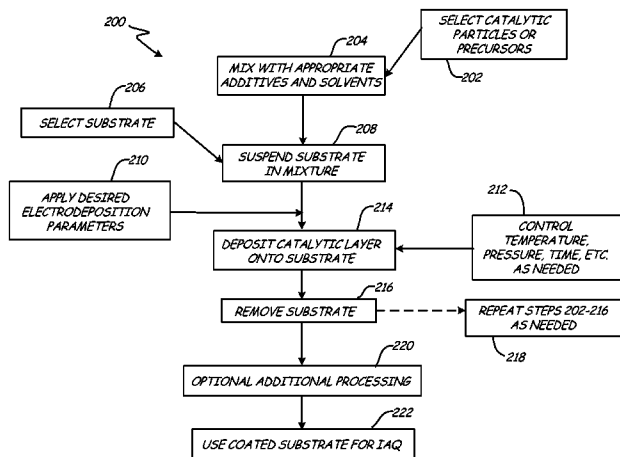 200
SELECT CATALYTIC
PARTICLES OR
PRECURSORS
202
204
MIX WITH APPROPRIATE
ADDITIVES AND SOLVENTS
206
SELECT SUBSTRATE
208
SUSPEND SUBSTRATE
IN MIXTURE
210
APPLY DESIRED
ELECTRODEPOSITION
PARAMETERS
212
CONTROL
TEMPERATURE,
PRESSURE, TIME, ETC.
AS NEEDED
214
DEPOSIT CATALYTIC LAYER
ONTO SUBSTRATE
216
REMOVE SUBSTRATE
REPEAT STEPS 202-216
AS NEEDED
218
220
OPTIONAL ADDITIONAL PROCESSING
222
USE COATED SUBSTRATE FOR IAQ